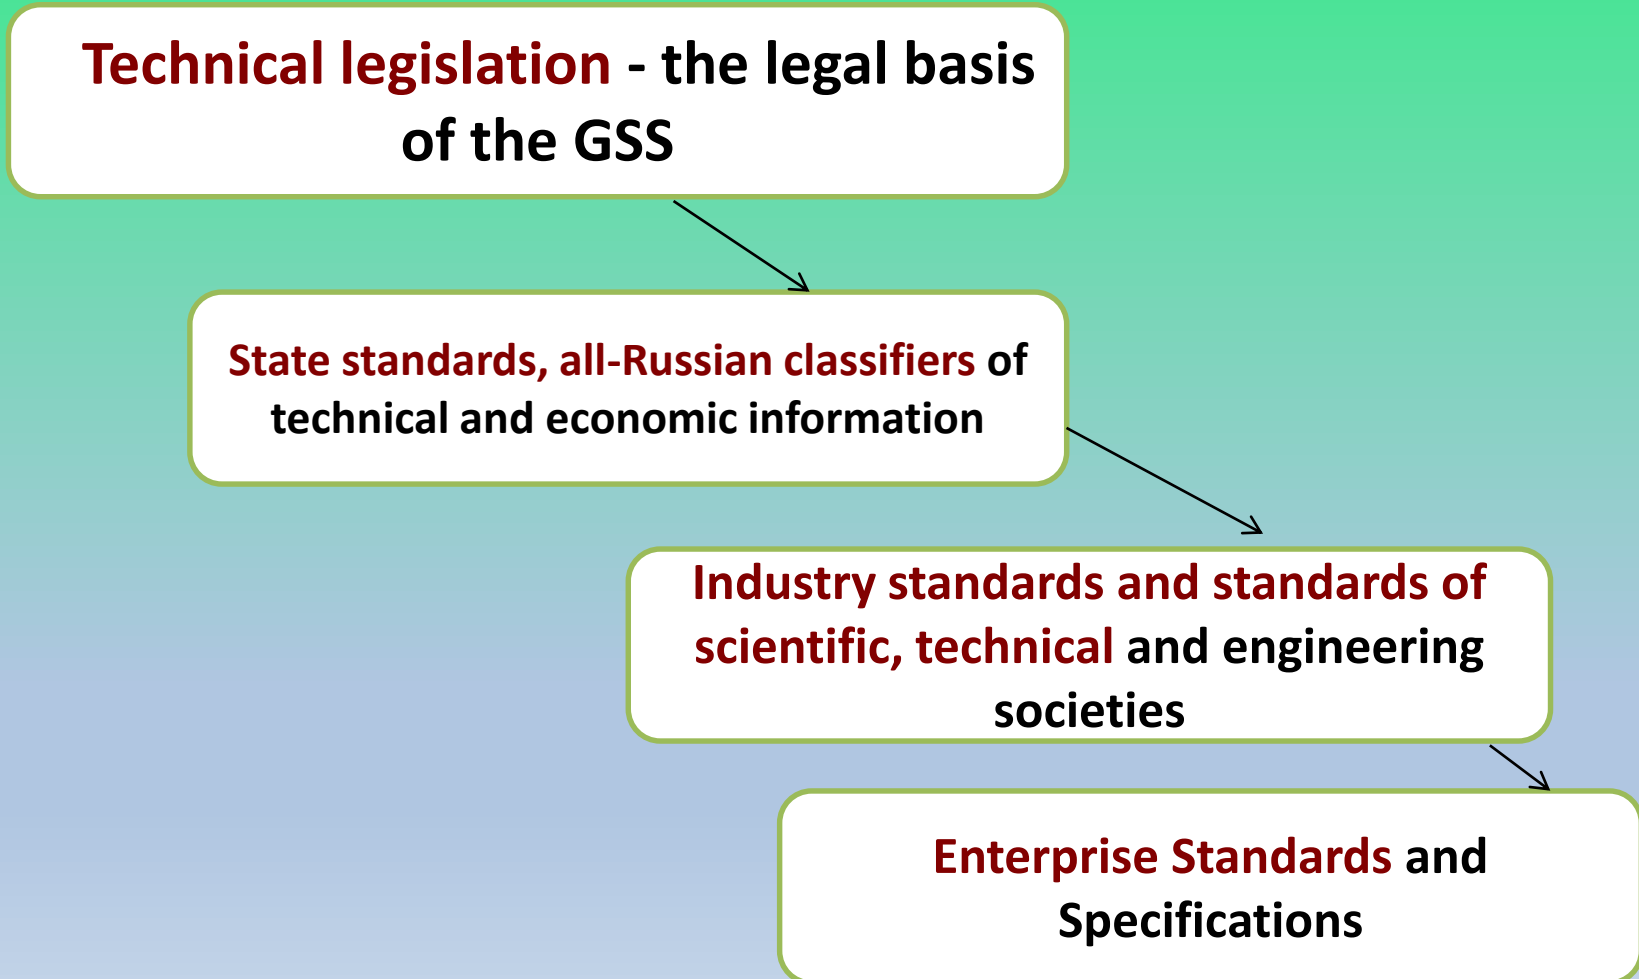 Technical legislation - the legal basis
of the GSS
State standards, all-Russian classifiers of
technical and economic information
Industry standards and standards of
scientific, technical and engineering
societies
Enterprise Standards and
Specifications